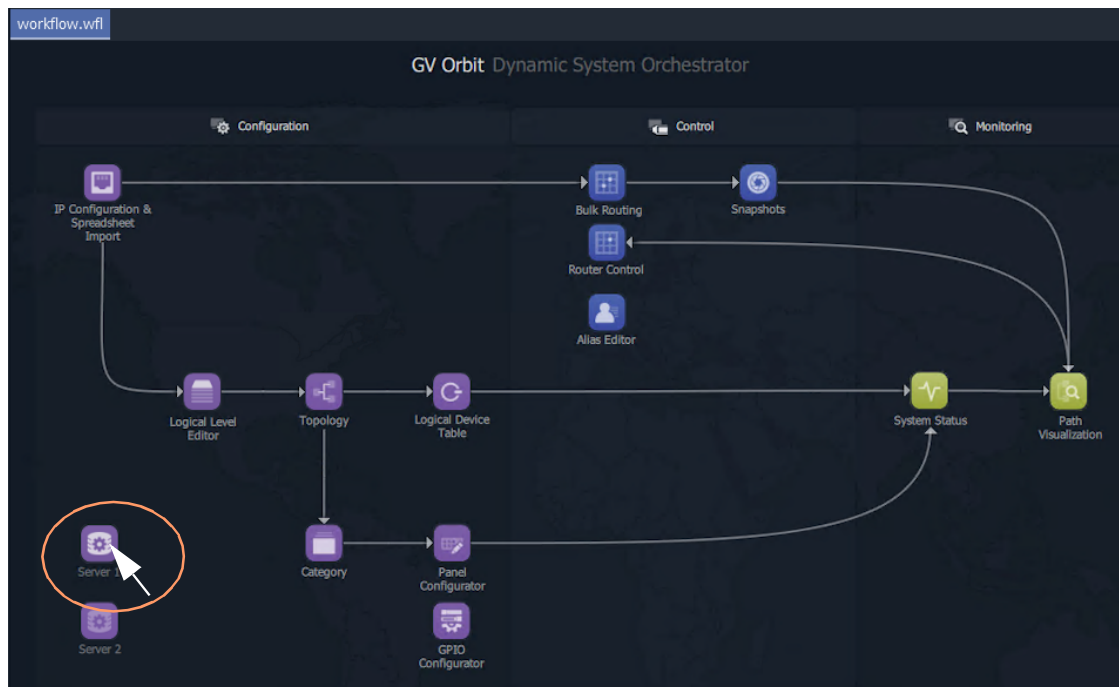 workflow.wfl
GV Orbit Dynamic System Orchestrator
Configuration
Control
Monitoring
IP Configuration &
Spreadsheet
Import
Bulk Routing
Snapshots
Router Control
Alias Editor
Logical Level
Editor
Topology
Logical Device
Table
System Status
Path
Visualization
Server 1
Category
Panel
Configurator
Server 2
GPIO
Configurator